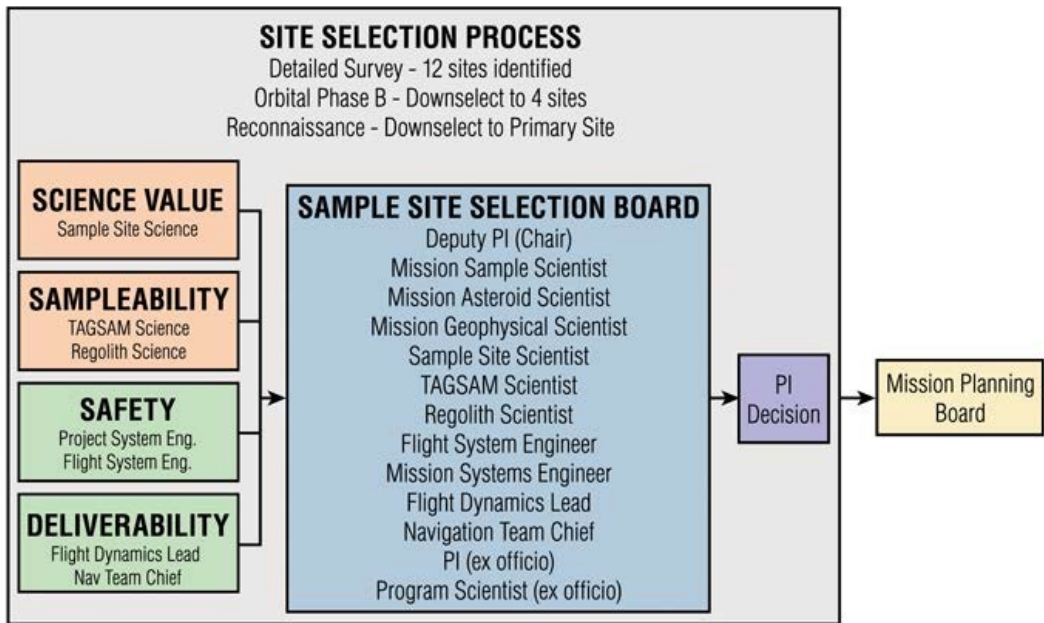 SITE SELECTION PROCESS
Detailed Survey - 12 sites identified
Orbital Phase B - Downselect to 4 sites
Reconnaissance - Downselect to Primary Site
SCIENCE VALUE
Sample Site Science
SAMPLEABILITY
TAGSAM Science
Regolith Science
SAFETY
Project System Eng.
Flight System Eng.
DELIVERABILITY
Flight Dynamics Lead
Nav Team Chief
SAMPLE SITE SELECTION BOARD
Deputy PI (Chair)
Mission Sample Scientist
Mission Asteroid Scientist
Mission Geophysical Scientist
Sample Site Scientist
TAGSAM Scientist
Regolith Scientist
Flight System Engineer
Mission Systems Engineer
Flight Dynamics Lead
Navigation Team Chief
PI (ex officio)
Program Scientist (ex officio)
PI
Decision
Mission Planning
Board